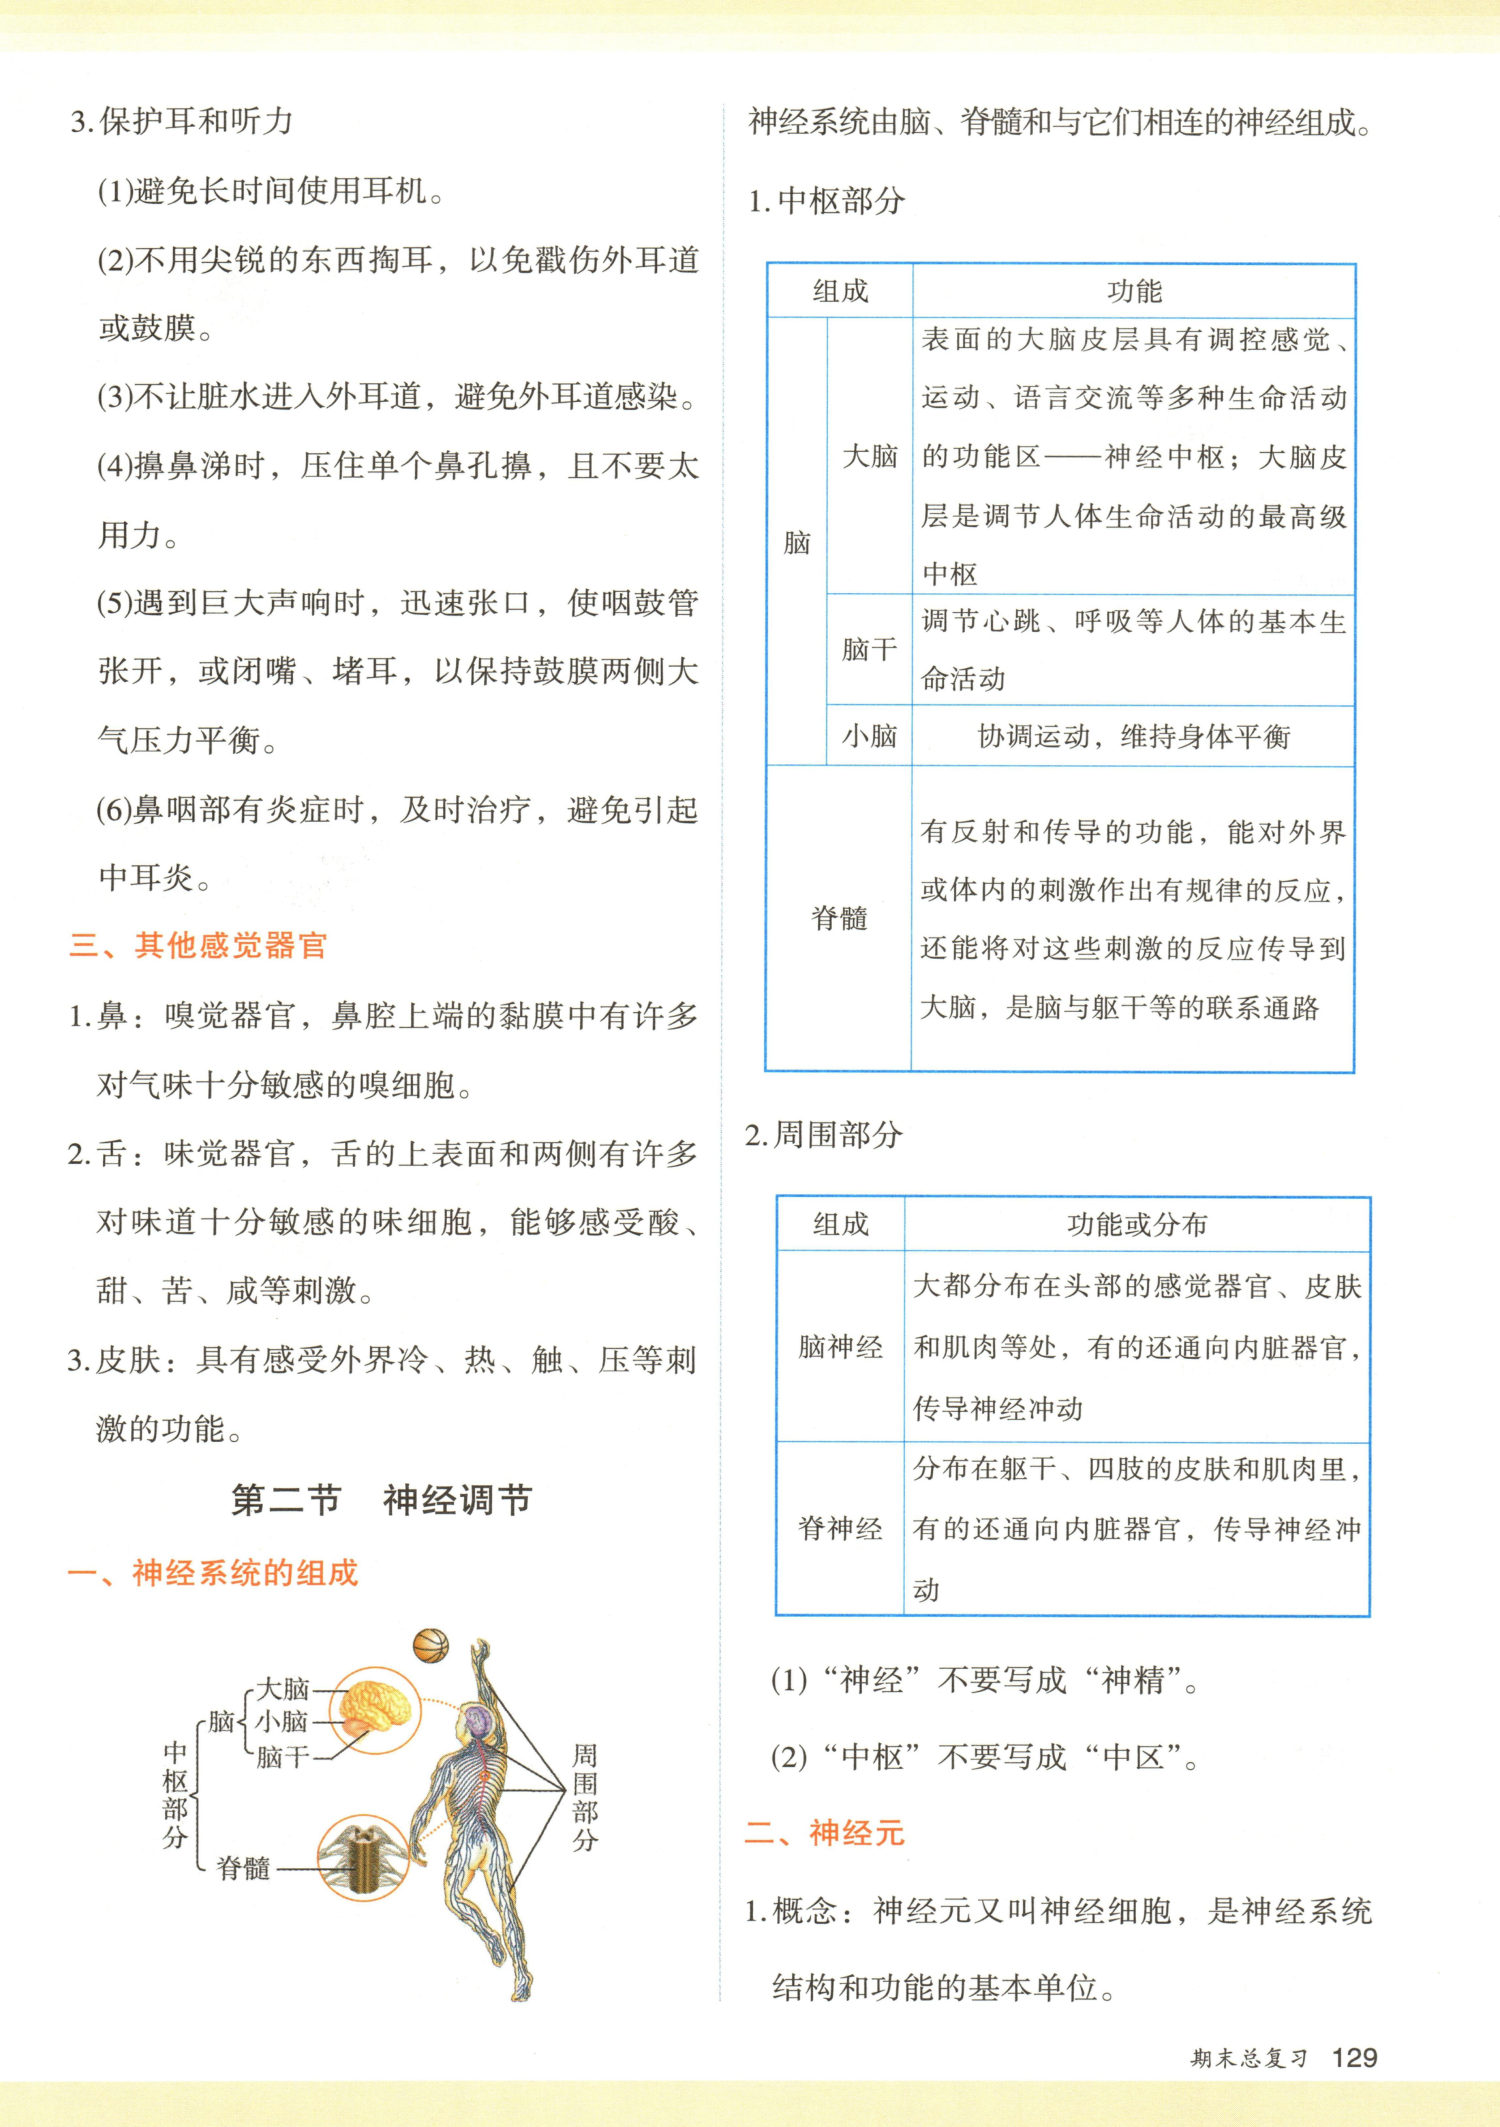 3.保护耳和听力
(1)避免长时间使用耳机。
(2)不用尖锐的东西掏耳，以免戳伤外耳道
或鼓膜。
(3)不让脏水进入外耳道，避免外耳道感染。
(4)擤鼻涕时，压住单个鼻孔擤，且不要太
用力。
(5)遇到巨大声响时，迅速张口，使咽鼓管
张开，或闭嘴、堵耳，以保持鼓膜两侧大
气压力平衡。
(6)鼻咽部有炎症时，及时治疗，避免引起
中耳炎。
三、其他感觉器官
1.鼻：嗅觉器官，鼻腔上端的黏膜中有许多
对气味十分敏感的嗅细胞。
2.舌：味觉器官，舌的上表面和两侧有许多
对味道十分敏感的味细胞，能够感受酸、
甜、苦、咸等刺激。
3.皮肤：具有感受外界冷、热、触、压等刺
激的功能。
第二节 神经调节
一、神经系统的组成
中枢部分
脑
大脑
小脑
脑干
脊髓
周围部分
神经系统由脑、脊髓和与它们相连的神经组成。
1.中枢部分
组成 功能
脑
大脑
表面的大脑皮层具有调控感觉、
运动、语言交流等多种生命活动
的功能区——神经中枢；大脑皮
层是调节人体生命活动的最高级
中枢
脑干
调节心跳、呼吸等人体的基本生
命活动
小脑 协调运动，维持身体平衡
脊髓
有反射和传导的功能，能对外界
或体内的刺激作出有规律的反应，
还能将对这些刺激的反应传导到
大脑，是脑与躯干等的联系通路
2.周围部分
组成 功能或分布
脑神经
大都分布在头部的感觉器官、皮肤
和肌肉等处，有的还通向内脏器官，
传导神经冲动
脊神经
分布在躯干、四肢的皮肤和肌肉里，
有的还通向内脏器官，传导神经冲
动
(1)“神经”不要写成“神精”。
(2)“中枢”不要写成“中区”。
二、神经元
1.概念：神经元又叫神经细胞，是神经系统
结构和功能的基本单位。
期末总复习 129